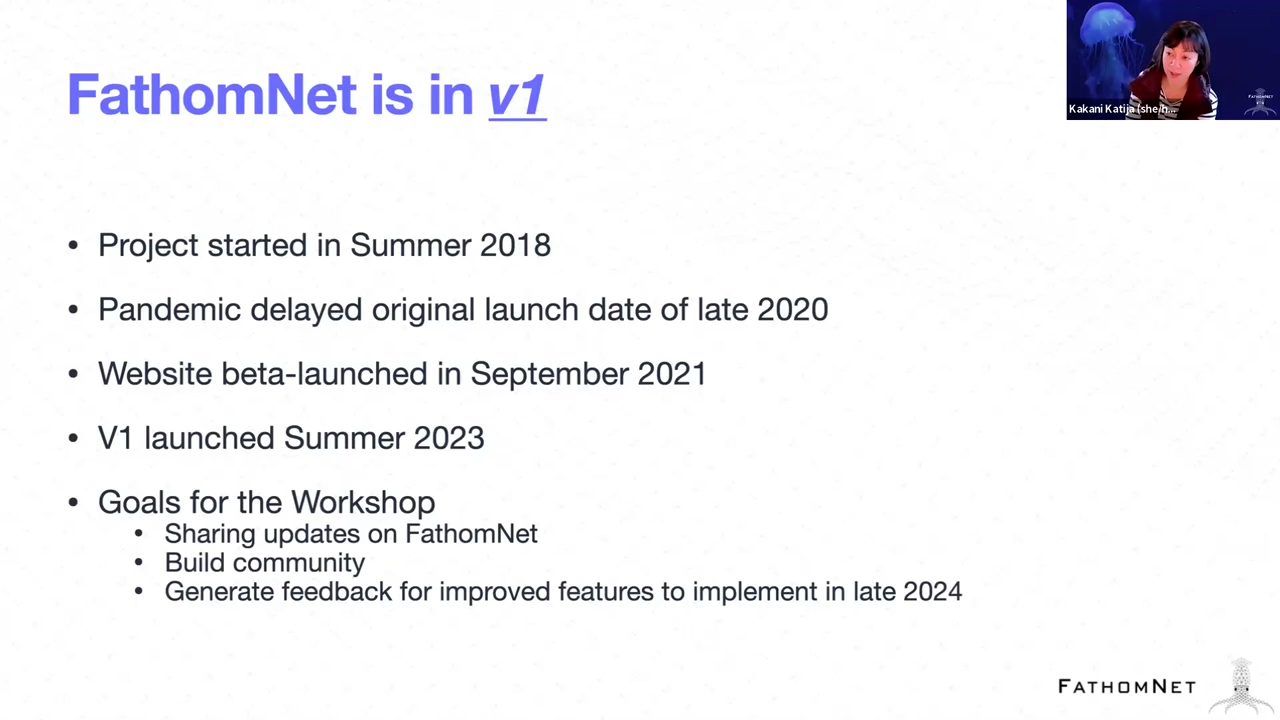 FathomNet is in v1
Kakani Katija (she/h...
FATHOMNET
• Project started in Summer 2018
• Pandemic delayed original launch date of late 2020
• Website beta-launched in September 2021
• V1 launched Summer 2023
• Goals for the Workshop
• Sharing updates on FathomNet
• Build community
• Generate feedback for improved features to implement in late 2024
FATHOMNET